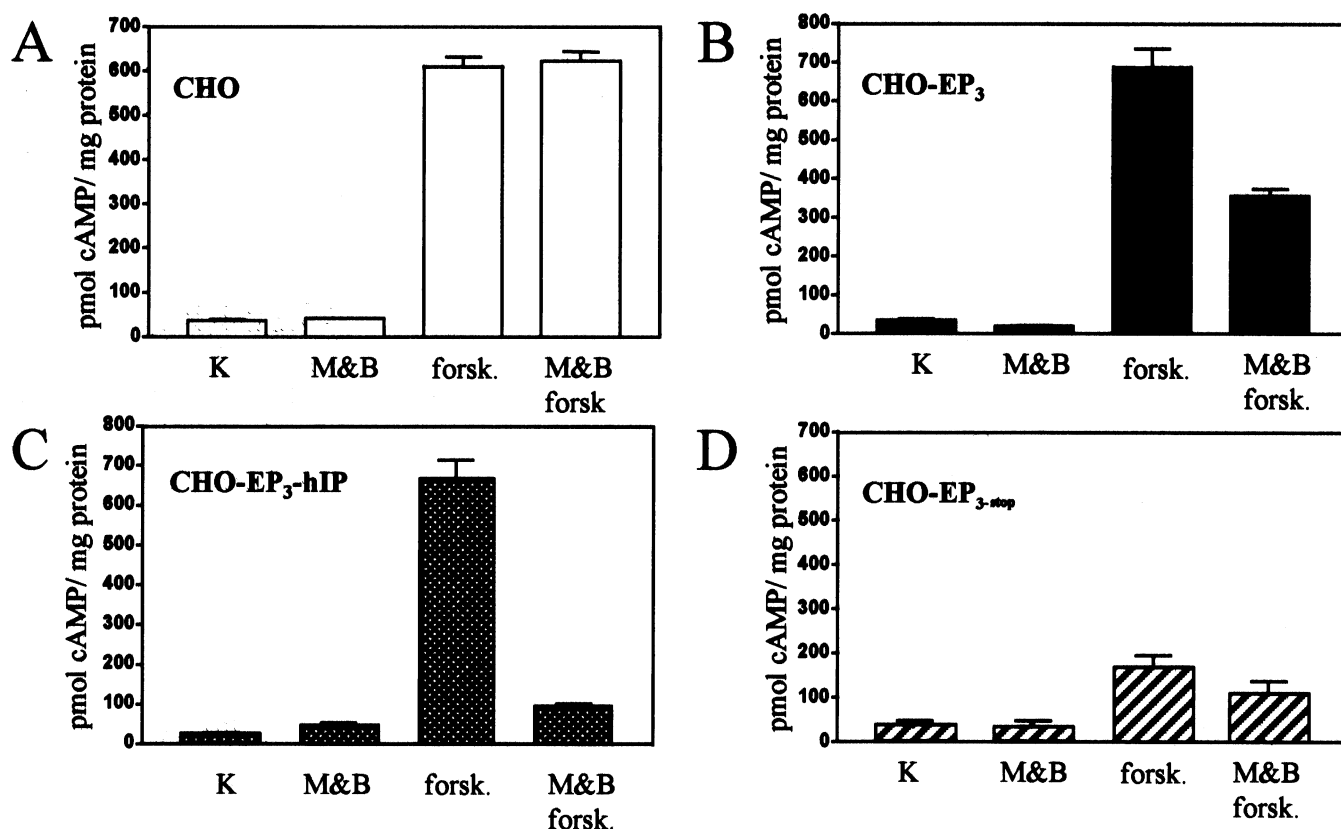 A
pmol cAMP/ mg protein
700
600
500
400
300
200
100
0
CHO
K
M&B
forsk.
M&B
forsk
B
pmol cAMP/ mg protein
800
700
600
500
400
300
200
100
0
CHO-EP3
K
M&B
forsk.
M&B
forsk.
C
pmol cAMP/ mg protein
800
700
600
500
400
300
200
100
0
CHO-EP3-hIP
K
M&B
forsk.
M&B
forsk.
D
pmol cAMP/ mg protein
700
600
500
400
300
200
100
0
CHO-EP3-stop
K
M&B
forsk.
M&B
forsk.